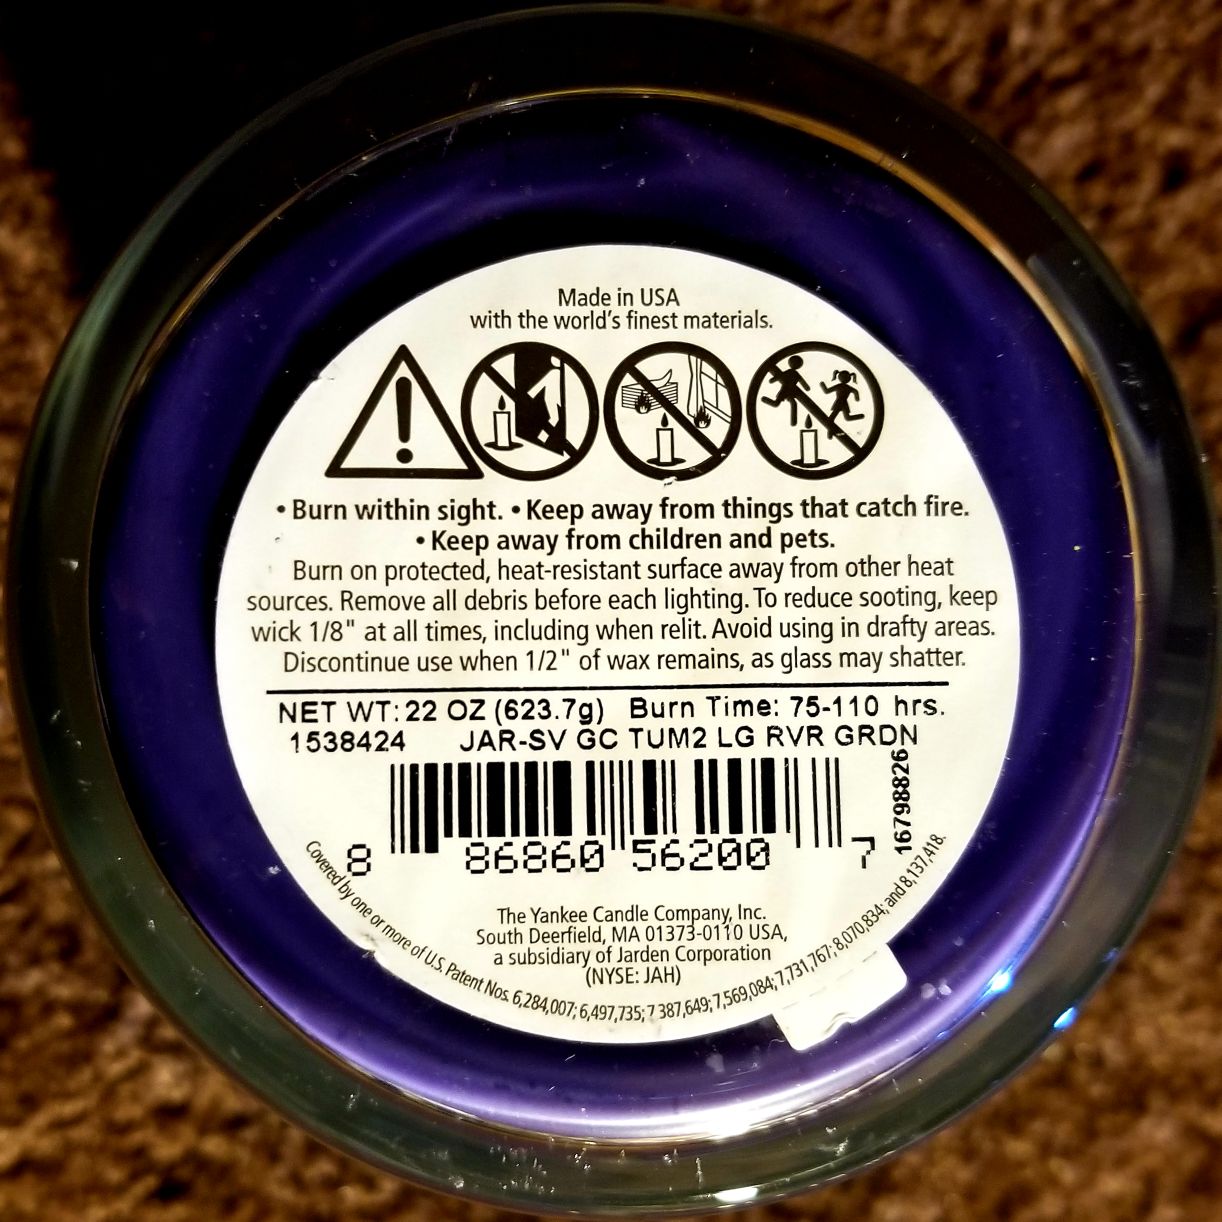 Made in USA
with the world's finest materials.
• Burn within sight. • Keep away from things that catch fire.
• Keep away from children and pets.
Burn on protected, heat-resistant surface away from other heat
sources. Remove all debris before each lighting. To reduce sooting, keep
wick 1/8" at all times, including when relit. Avoid using in drafty areas.
Discontinue use when 1/2" of wax remains, as glass may shatter.
NET WT: 22 OZ (623.7g) Burn Time: 75-110 hrs.
1538424 JAR-SV GC TUM2 LG RVR GRDN
16798826
8 86860 56200 7
The Yankee Candle Company, Inc.
South Deerfield, MA 01373-0110 USA,
a subsidiary of Jarden Corporation
(NYSE: JAH)
Covered by one or more of U.S. Patent Nos. 6,284,007; 6,497,735; 7 387,649; 7,569,084; 7,731,767; 8,070,834; and 8,137,418.